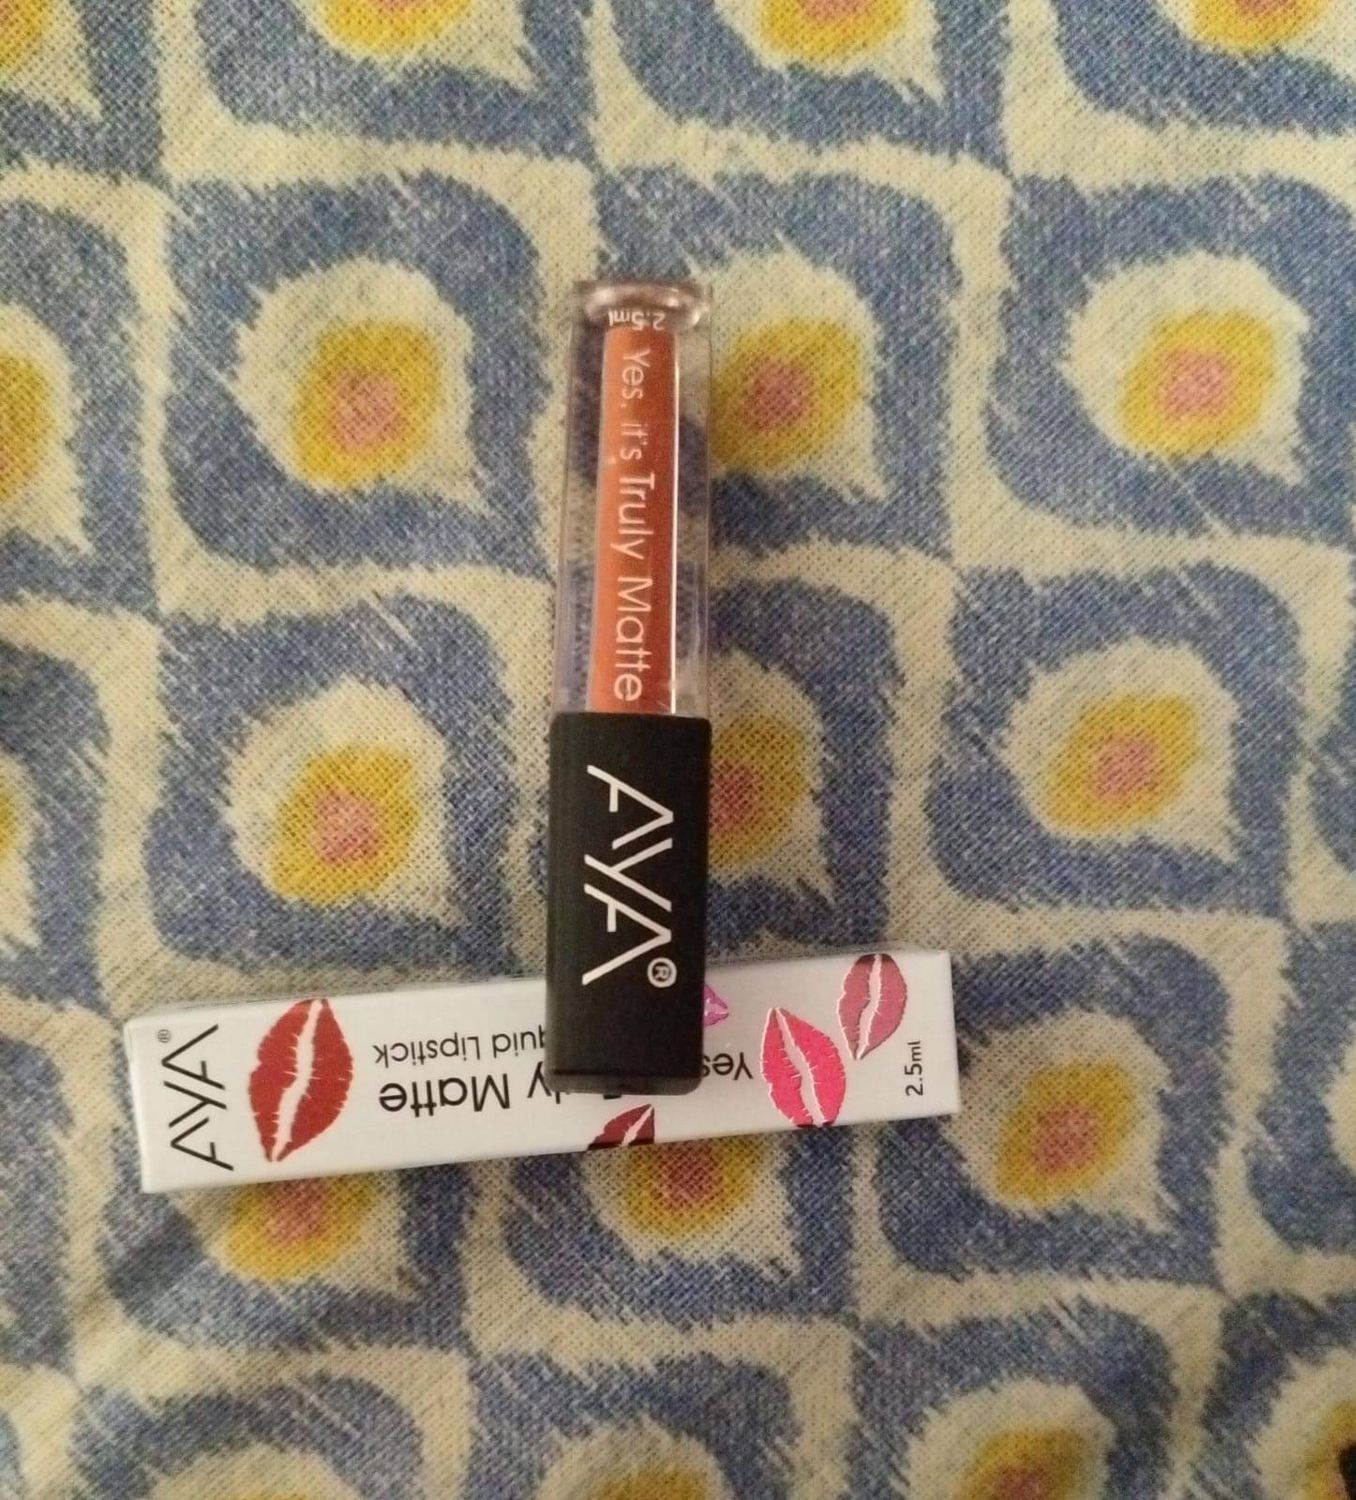 2.5ml
Yes, it's Truly Matte
AYA®
AYA®
Yes
ly Matte
quid Lipstick
2.5ml